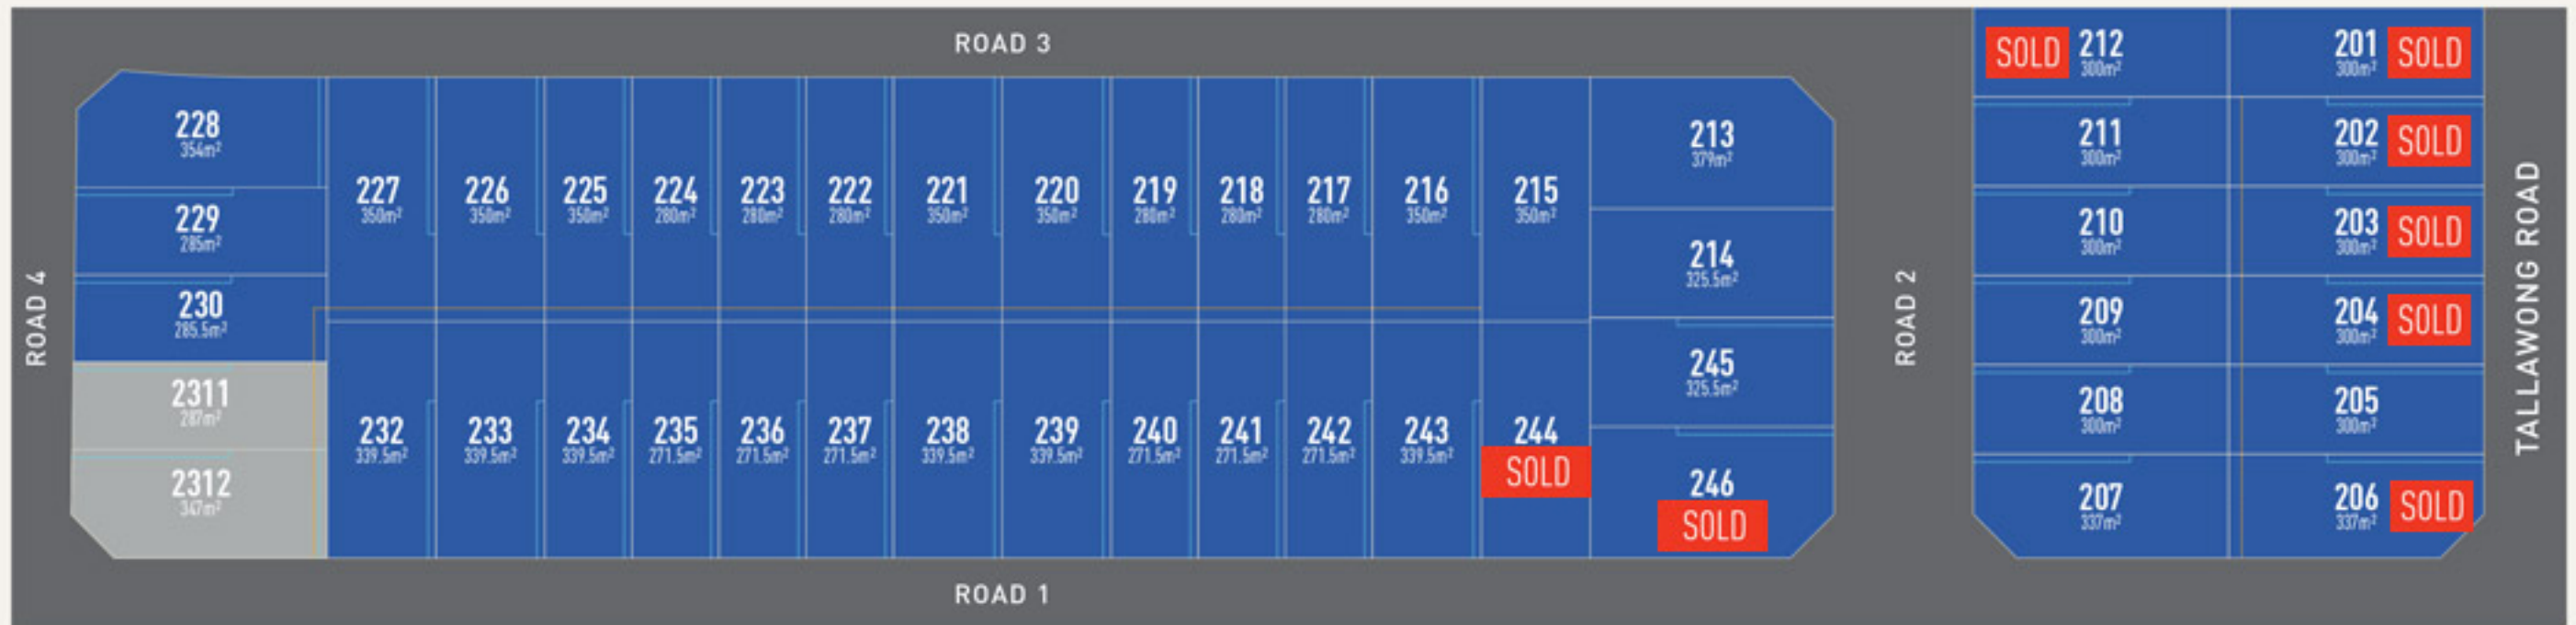 ROAD 3
ROAD 4
228
354m²
229
285m²
230
285.5m²
2311
287m²
2312
347m²
227
350m²
226
350m²
225
350m²
224
280m²
223
280m²
222
280m²
221
350m²
220
350m²
219
280m²
218
280m²
217
280m²
216
350m²
215
350m²
213
379m²
214
325.5m²
232
339.5m²
233
339.5m²
234
339.5m²
235
271.5m²
236
271.5m²
237
271.5m²
238
339.5m²
239
339.5m²
240
271.5m²
241
271.5m²
242
271.5m²
243
339.5m²
244
SOLD
245
325.5m²
246
SOLD
ROAD 1
ROAD 2
SOLD 212
300m²
211
300m²
210
300m²
209
300m²
208
300m²
207
337m²
201 SOLD
300m²
202 SOLD
300m²
203 SOLD
300m²
204 SOLD
300m²
205
300m²
206 SOLD
337m²
TALLAWONG ROAD